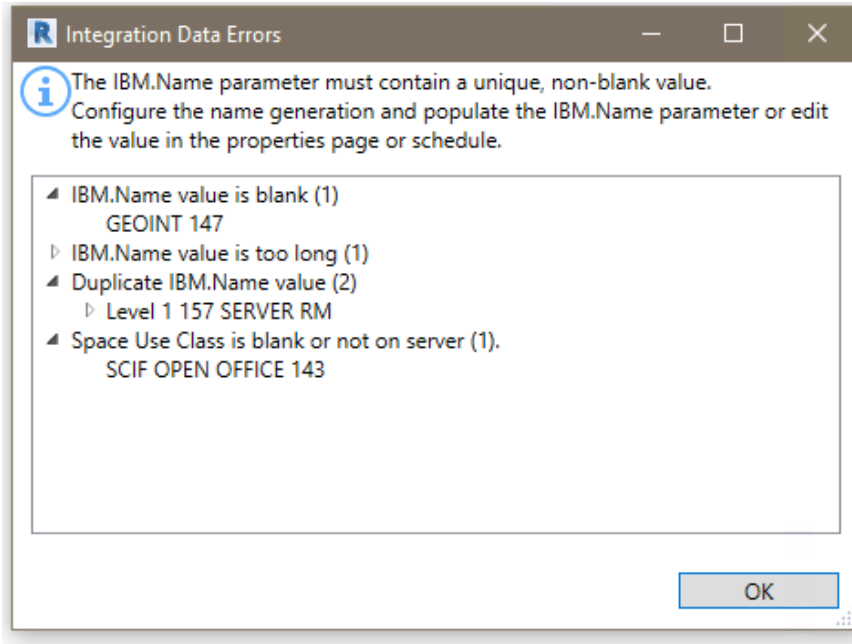 R Integration Data Errors
The IBM.Name parameter must contain a unique, non-blank value.
Configure the name generation and populate the IBM.Name parameter or edit
the value in the properties page or schedule.
IBM.Name value is blank (1)
GEOINT 147
IBM.Name value is too long (1)
Duplicate IBM.Name value (2)
Level 1 157 SERVER RM
Space Use Class is blank or not on server (1).
SCIF OPEN OFFICE 143
OK